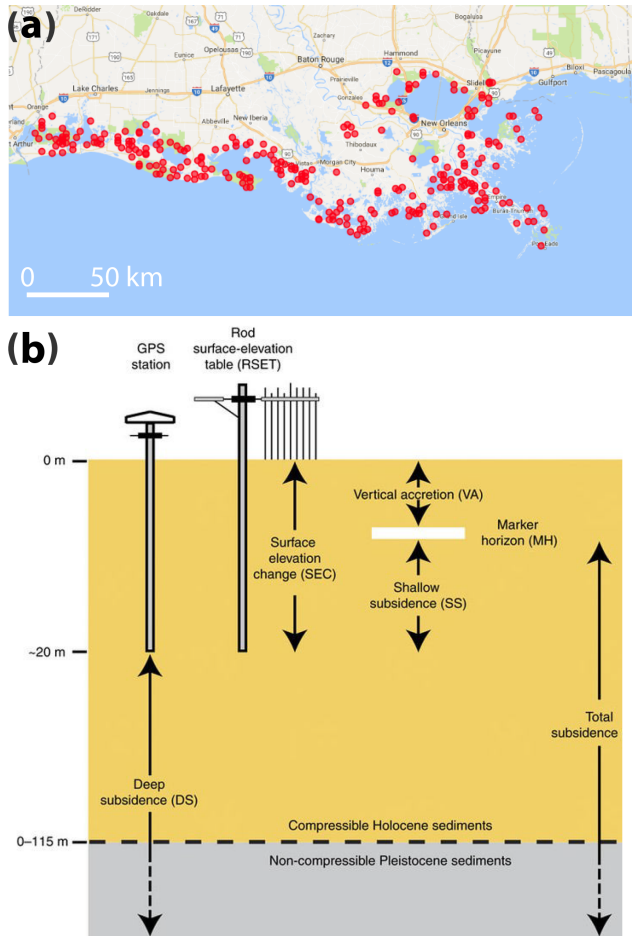 (a)
DeRidder
Oakdale
Bogalusa
Zachary
Opelousas
Eunice
Baton Rouge
Hammond
Picayune
Prairieville
Slidel
Biloxi
Pascagoula
Gulfport
Lake Charles
Lafayette
Jennings
Gonzales
Orange
New Iberia
Abbeville
New Orleans
t Arthur
Thibodaux
Morgan City
Houma
0 50 km
(b)
GPS
station
Rod
surface-elevation
table (RSET)
0 m
Vertical accretion (VA)
Marker
horizon (MH)
Surface
elevation
change (SEC)
Shallow
subsidence (SS)
~20 m
Total
subsidence
Deep
subsidence (DS)
Compressible Holocene sediments
0–115 m
Non-compressible Pleistocene sediments